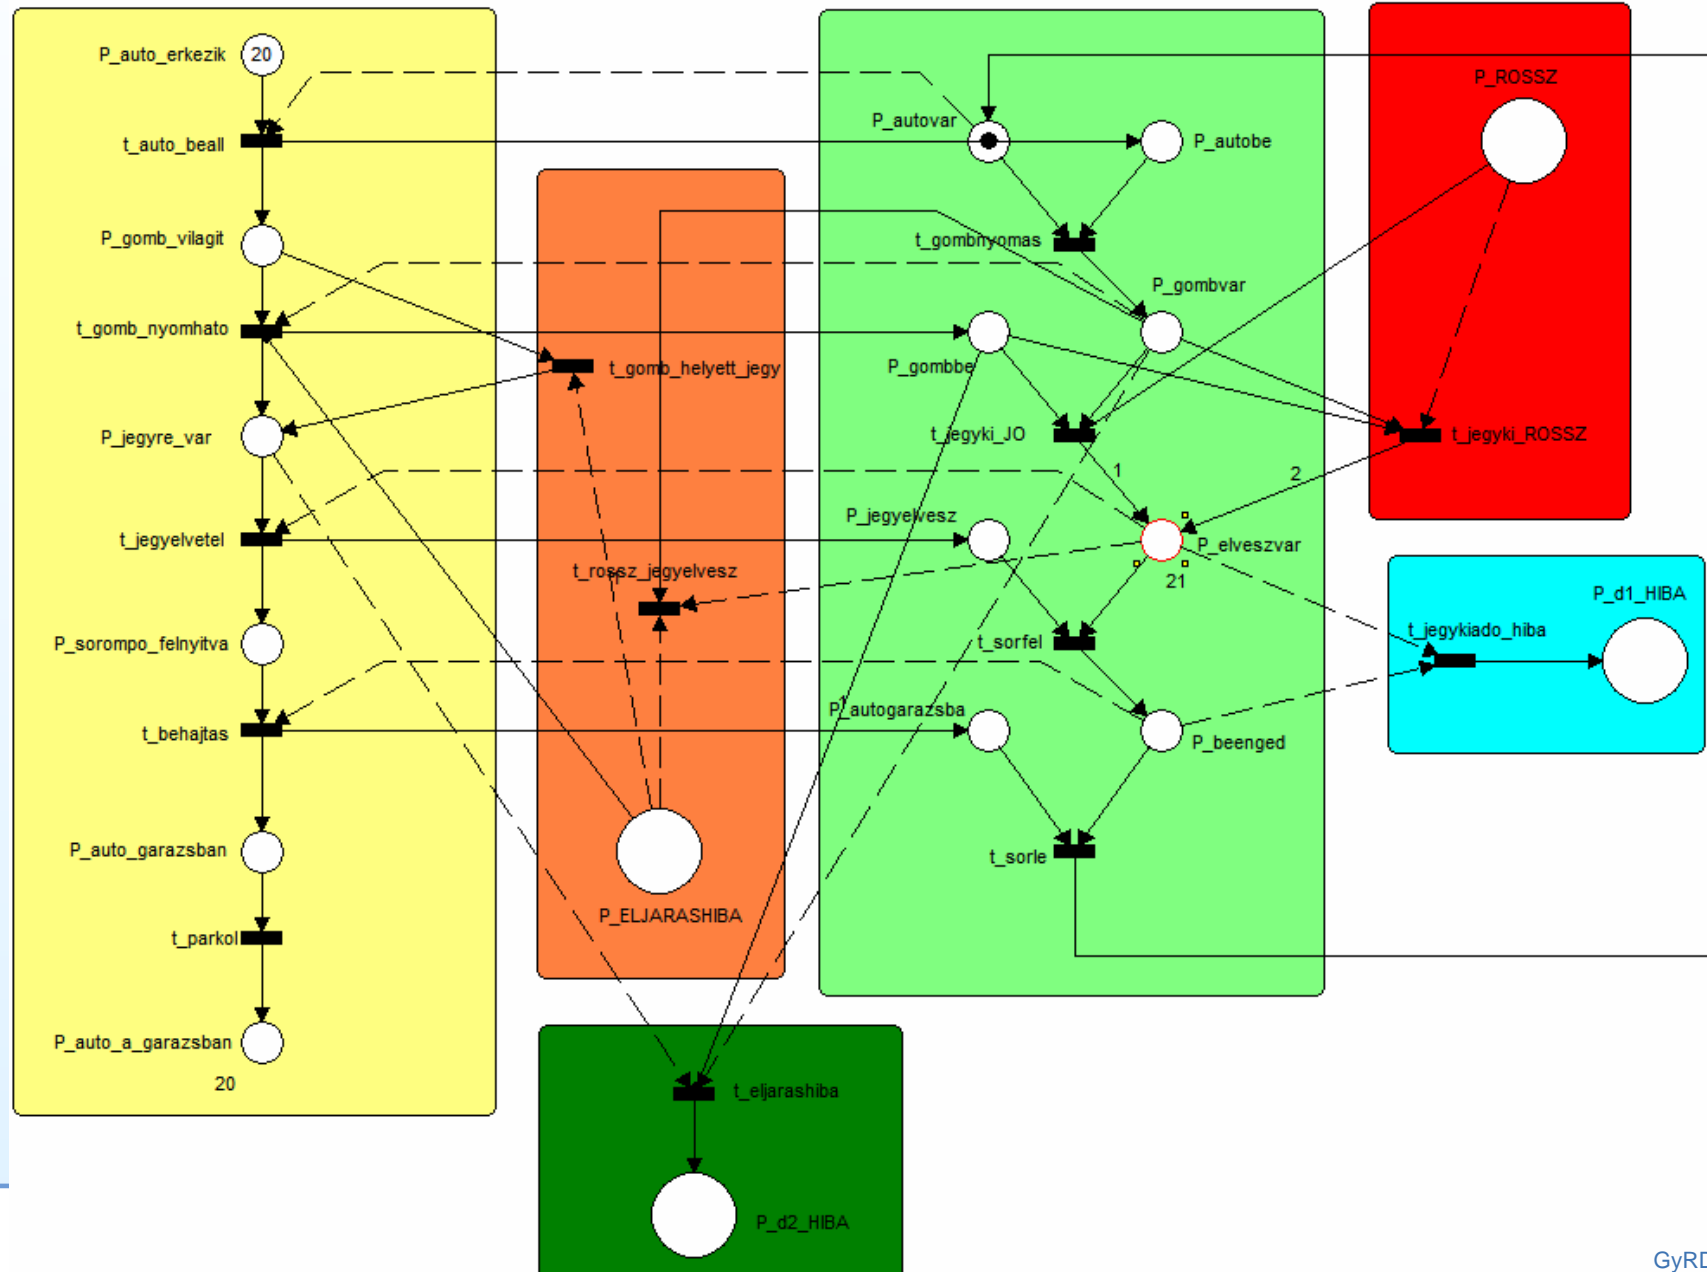 P_auto_erkezik
20
t_auto_beall
P_gomb_vilagit
t_gomb_nyomhato
P_jegyre_var
t_jegyelvetel
P_sorompo_felnyitva
t_behajtas
P_auto_garazsban
t_parkol
P_auto_a_garazsban
20
t_gomb_helyett_jegy
t_rossz_jegyelvesz
P_ELJARASHIBA
t_eljarashiba
P_d2_HIBA
P_autovar
P_autobe
t_gombnyomas
P_gombvar
P_gombbe
t_jegyki_JO
1
P_jegyelvesz
P_elveszvar
21
t_sorfel
P_autogarazsba
P_beenged
t_sorle
P_ROSSZ
t_jegyki_ROSSZ
2
P_d1_HIBA
t_jegykiado_hiba